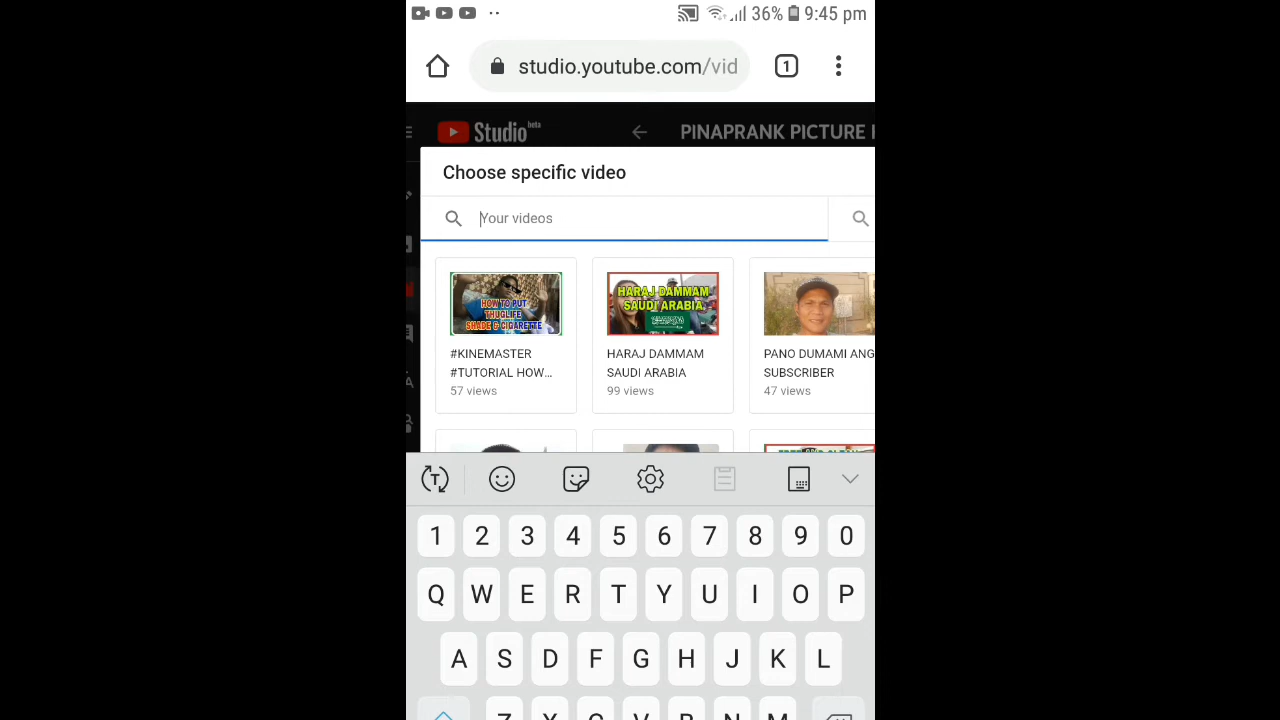 36% 9:45 pm
studio.youtube.com/vid
1
Studio beta
PINAPRANK PICTURE
Choose specific video
Your videos
HOW TO PUT
THUGLIFE
SHADE & CIGARETTE
HARAJ DAMMAM
SAUDI ARABIA
#KINEMASTER
#TUTORIAL HOW...
57 views
HARAJ DAMMAM
SAUDI ARABIA
99 views
PANO DUMAMI ANG
SUBSCRIBER
47 views
T
1 2 3 4 5 6 7 8 9 0
Q W E R T Y U I O P
A S D F G H J K L
Z X C V B N M